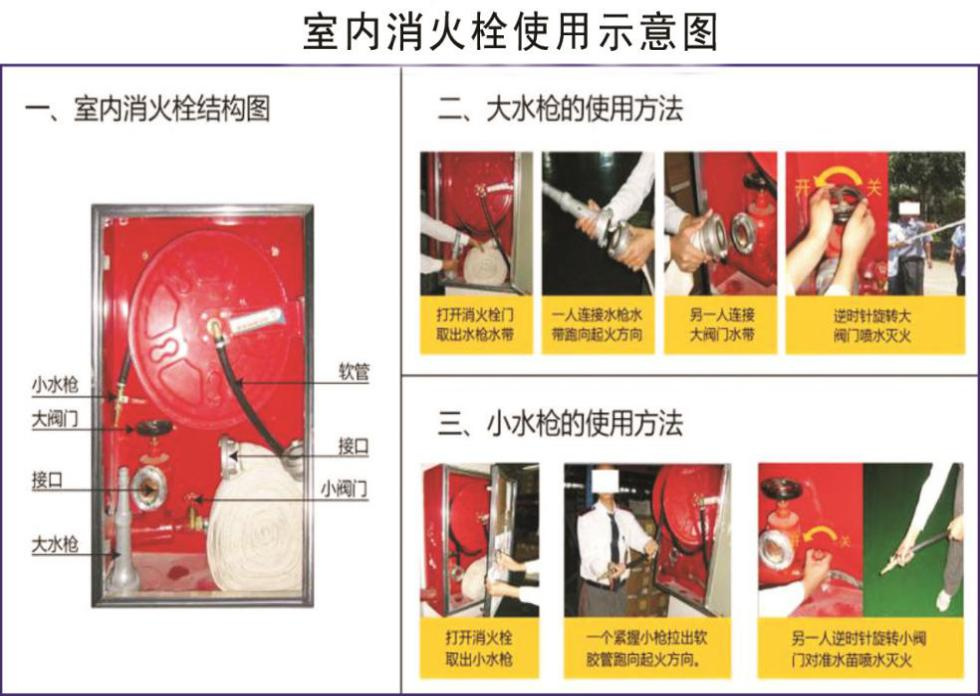 室内消火栓使用示意图
一、室内消火栓结构图
小水枪
大阀门
接口
大水枪
软管
接口
小阀门
二、大水枪的使用方法
开 关
打开消火栓门
取出水枪水带
一人连接水枪水
带跑向起火方向
另一人连接
大阀门水带
逆时针旋转大
阀门喷水灭火
三、小水枪的使用方法
开 关
打开消火栓
取出小水枪
一个紧握小枪拉出软
胶管跑向起火方向。
另一人逆时针旋转小阀
门对准水苗喷水灭火